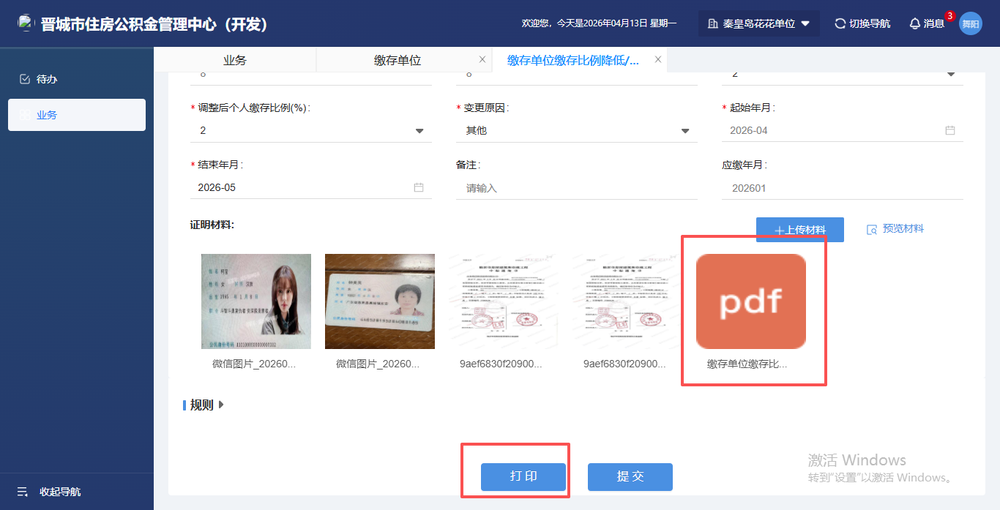 晋城市住房公积金管理中心（开发）
欢迎您，今天是2026年04月13日 星期一
秦皇岛花花单位
切换导航
消息
3
舞阳
待办
业务
收起导航
业务
缴存单位
缴存单位缴存比例降低/...
8
8
2
* 调整后个人缴存比例(%):
* 变更原因:
* 起始年月:
2
其他
2026-04
* 结束年月:
备注:
应缴年月:
2026-05
请输入
202601
证明材料:
上传材料
预览材料
pdf
微信图片_20260...
微信图片_20260...
9aef6830f20900...
9aef6830f20900...
缴存单位缴存比...
规则
打 印
提 交
激活 Windows
转到"设置"以激活 Windows。